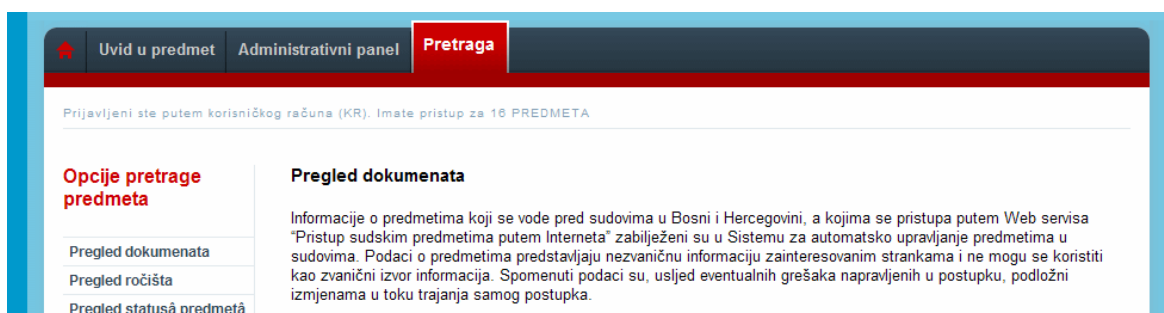 Uvid u predmet Administrativni panel Pretraga
Prijavljeni ste putem korisničkog računa (KR). Imate pristup za 16 PREDMETA
Opcije pretrage
predmeta
Pregled dokumenata
Pregled ročišta
Pregled statusâ predmetâ
Pregled dokumenata
Informacije o predmetima koji se vode pred sudovima u Bosni i Hercegovini, a kojima se pristupa putem Web servisa
“Pristup sudskim predmetima putem Interneta” zabilježeni su u Sistemu za automatsko upravljanje predmetima u
sudovima. Podaci o predmetima predstavljaju nezvaničnu informaciju zainteresovanim strankama i ne mogu se koristiti
kao zvanični izvor informacija. Spomenuti podaci su, usljed eventualnih grešaka napravljenih u postupku, podložni
izmjenama u toku trajanja samog postupka.